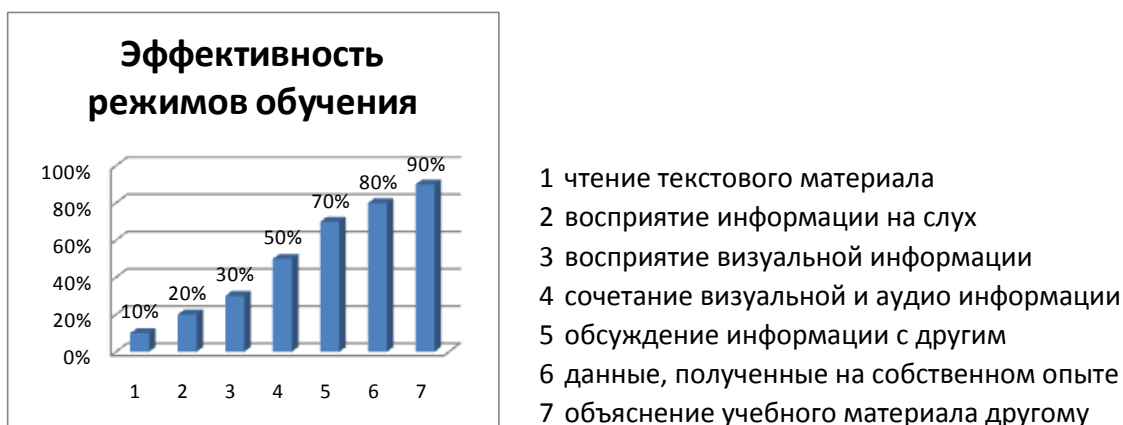 Эффективность
режимов обучения
100%
80%
60%
40%
20%
0%
10%
20%
30%
50%
70%
80%
90%
1 2 3 4 5 6 7
1 чтение текстового материала
2 восприятие информации на слух
3 восприятие визуальной информации
4 сочетание визуальной и аудио информации
5 обсуждение информации с другим
6 данные, полученные на собственном опыте
7 объяснение учебного материала другому